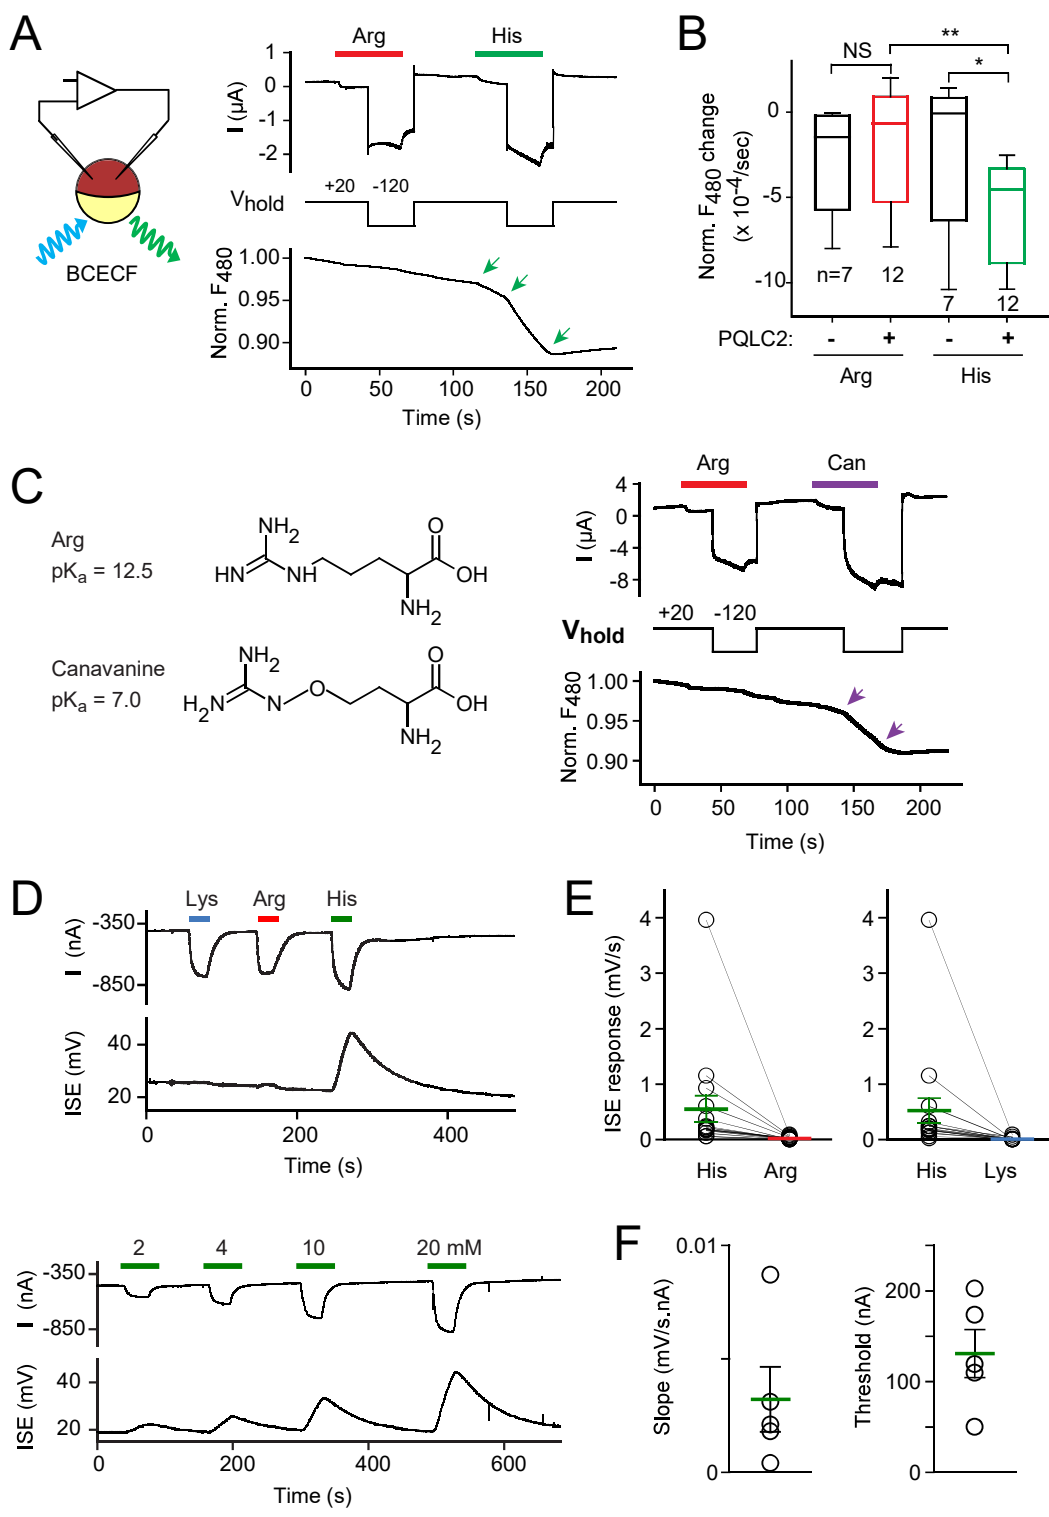 A
Arg
His
1
0
-1
-2
I (µA)
+20
-120
Vhold
BCECF
1.00
0.95
0.90
Norm. F480
0
50
100
150
200
Time (s)
B
**
NS
*
0
-5
-10
Norm. F480 change
(x 10-4/sec)
n=7
12
7
12
PQLC2:
-
+
-
+
Arg
His
C
Arg
pKa = 12.5
NH2
O
HN
NH
OH
NH2
Canavanine
pKa = 7.0
NH2
O
H2N
N
O
OH
NH2
Arg
Can
4
0
-4
-8
I (µA)
+20
-120
Vhold
1.00
0.95
0.90
Norm. F480
0
50
100
150
200
Time (s)
D
Lys
Arg
His
-350
-850
I (nA)
40
20
ISE (mV)
0
200
400
Time (s)
2
4
10
20 mM
-350
-850
I (nA)
40
20
ISE (mV)
0
200
400
600
Time (s)
E
4
3
2
1
0
ISE response (mV/s)
His
Arg
4
3
2
1
0
His
Lys
F
0.01
0
Slope (mV/s.nA)
200
100
0
Threshold (nA)